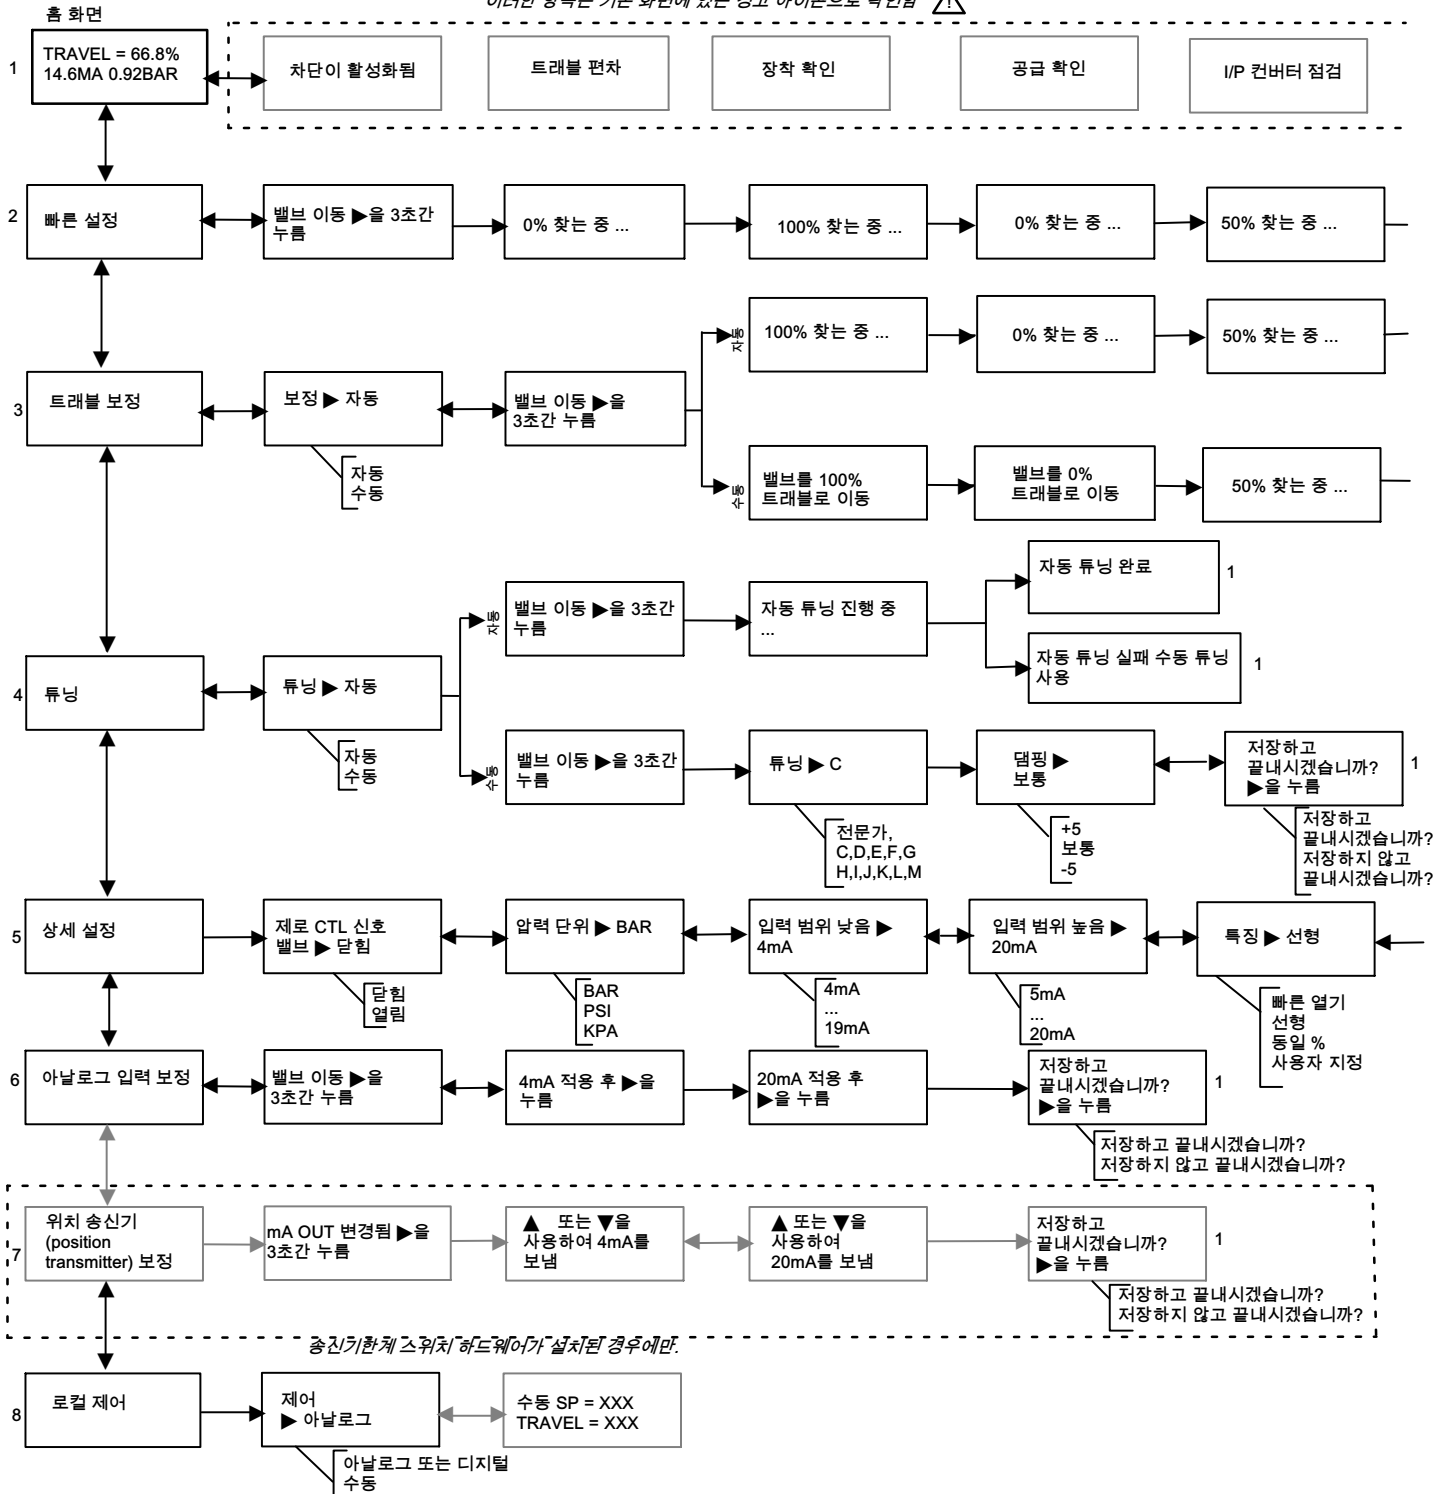 이러한 항목은 기본 화면에 있는 경고 아이콘으로 확인함
홈 화면
1
TRAVEL = 66.8%
14.6MA 0.92BAR
차단이 활성화됨
트래블 편차
장착 확인
공급 확인
I/P 컨버터 점검
2
빠른 설정
밸브 이동 ▶을 3초간
누름
0% 찾는 중 ...
100% 찾는 중 ...
0% 찾는 중 ...
50% 찾는 중 ...
자동
100% 찾는 중 ...
0% 찾는 중 ...
50% 찾는 중 ...
3
트래블 보정
보정 ▶ 자동
자동
수동
밸브 이동 ▶을
3초간 누름
수동
밸브를 100%
트래블로 이동
밸브를 0%
트래블로 이동
50% 찾는 중 ...
자동
밸브 이동 ▶을 3초간
누름
자동 튜닝 진행 중
...
자동 튜닝 완료
1
자동 튜닝 실패 수동 튜닝
사용
1
4
튜닝
튜닝 ▶ 자동
자동
수동
수동
밸브 이동 ▶을 3초간
누름
튜닝 ▶ C
전문가,
C,D,E,F,G
H,I,J,K,L,M
댐핑 ▶
보통
+5
보통
-5
저장하고
끝내시겠습니까?
▶을 누름
1
저장하고
끝내시겠습니까?
저장하지 않고
끝내시겠습니까?
5
상세 설정
제로 CTL 신호
밸브 ▶ 닫힘
닫힘
열림
압력 단위 ▶ BAR
BAR
PSI
KPA
입력 범위 낮음 ▶
4mA
4mA
...
19mA
입력 범위 높음 ▶
20mA
5mA
...
20mA
특징 ▶ 선형
빠른 열기
선형
동일 %
사용자 지정
6
아날로그 입력 보정
밸브 이동 ▶을
3초간 누름
4mA 적용 후 ▶을
누름
20mA 적용 후
▶을 누름
저장하고
끝내시겠습니까?
▶을 누름
1
저장하고 끝내시겠습니까?
저장하지 않고 끝내시겠습니까?
7
위치 송신기
(position
transmitter) 보정
mA OUT 변경됨 ▶을
3초간 누름
▲ 또는 ▼을
사용하여 4mA를
보냄
▲ 또는 ▼을
사용하여
20mA를 보냄
저장하고
끝내시겠습니까?
▶을 누름
1
저장하고 끝내시겠습니까?
저장하지 않고 끝내시겠습니까?
송신기한계 스위치 하드웨어가 설치된 경우에만.
8
로컬 제어
제어
▶ 아날로그
아날로그 또는 디지털
수동
수동 SP = XXX
TRAVEL = XXX